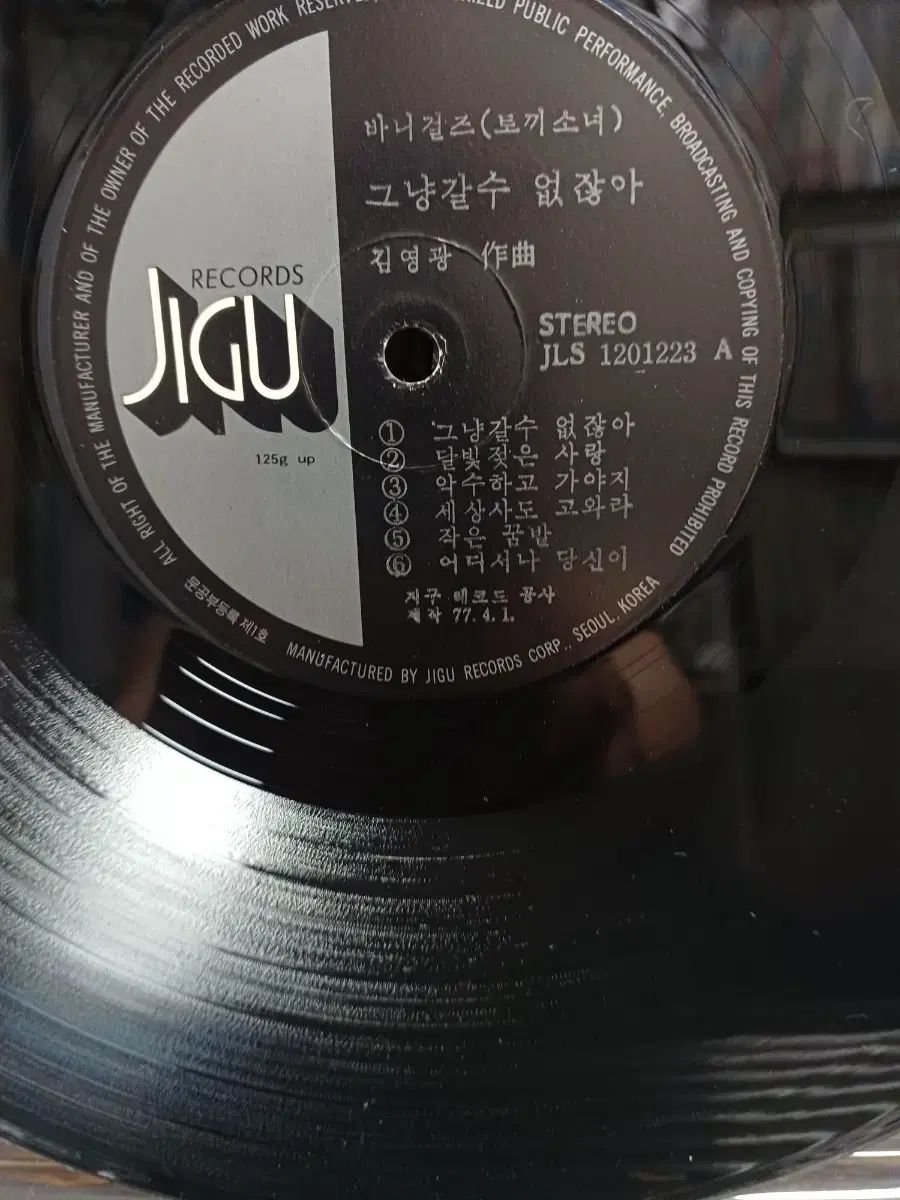 ALL RIGHT OF THE MANUFACTURER AND OF THE OWNER OF THE RECORDED WORK RESERVED, PUBLIC PERFORMANCE, BROADCASTING AND COPYING OF THIS RECORD PROHIBITED
바니걸즈(토끼소녀)
그냥갈수 없잖아
김영광 作曲
RECORDS
JIGU
STEREO
JLS 1201223 A
125g up
① 그냥갈수 없잖아
② 달빛젖은 사랑
③ 악수하고 가야지
④ 세상사도 고와라
⑤ 작은 꿈밭
⑥ 어디서나 당신이
지구 레코드 공사
제작 77.4.1.
문공부등록 제1호
MANUFACTURED BY JIGU RECORDS CORP., SEOUL, KOREA